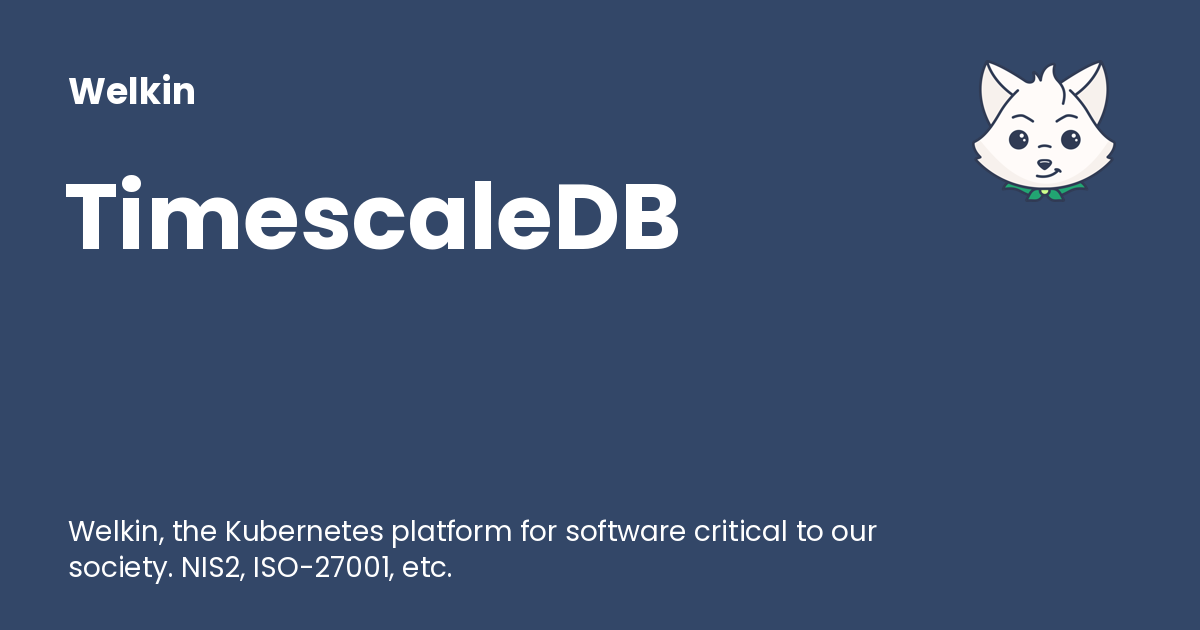 Welkin
TimescaleDB
Welkin, the Kubernetes platform for software critical to our
society. NIS2, ISO-27001, etc.